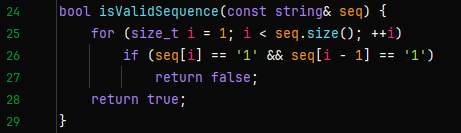 24 bool isValidSequence(const string& seq) {
25     for (size_t i = 1; i < seq.size(); ++i)
26         if (seq[i] == '1' && seq[i - 1] == '1')
27             return false;
28     return true;
29 }